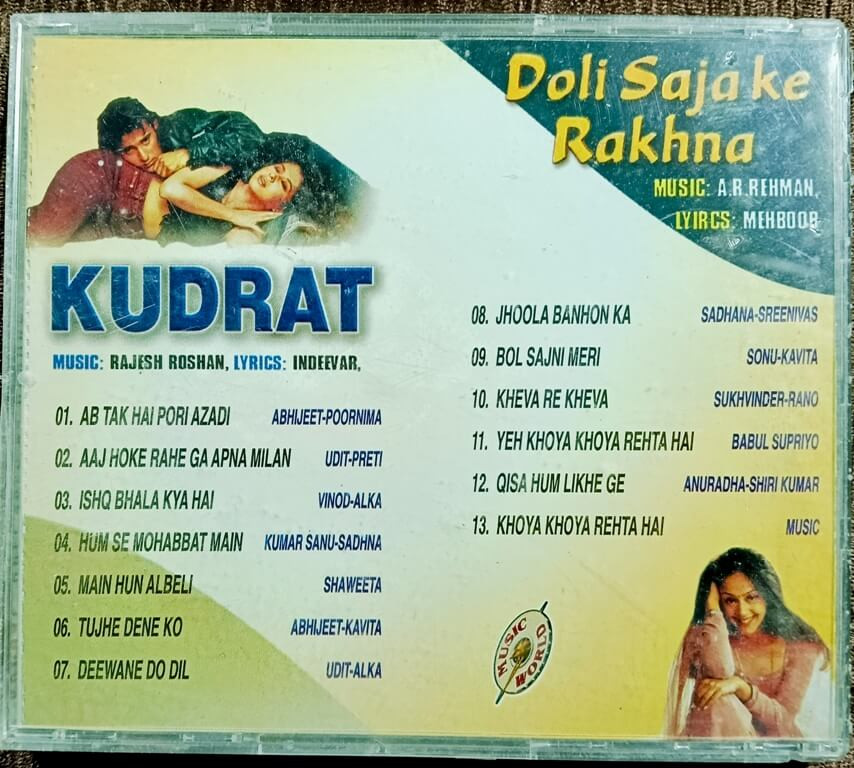 Doli Saja ke
Rakhna
MUSIC: A.R.REHMAN,
LYIRCS: MEHBOOB
KUDRAT
MUSIC: RAJESH ROSHAN, LYRICS: INDEEVAR,
01. AB TAK HAI PORI AZADI ABHIJEET-POORNIMA
02. AAJ HOKE RAHE GA APNA MILAN UDIT-PRETI
03. ISHQ BHALA KYA HAI VINOD-ALKA
04. HUM SE MOHABBAT MAIN KUMAR SANU-SADHNA
05. MAIN HUN ALBELI SHAWEETA
06. TUJHE DENE KO ABHIJEET-KAVITA
07. DEEWANE DO DIL UDIT-ALKA
08. JHOOLA BANHON KA SADHANA-SREENIVAS
09. BOL SAJNI MERI SONU-KAVITA
10. KHEVA RE KHEVA SUKHVINDER-RANO
11. YEH KHOYA KHOYA REHTA HAI BABUL SUPRIYO
12. QISA HUM LIKHE GE ANURADHA-SHIRI KUMAR
13. KHOYA KHOYA REHTA HAI MUSIC
MUSIC WORLD